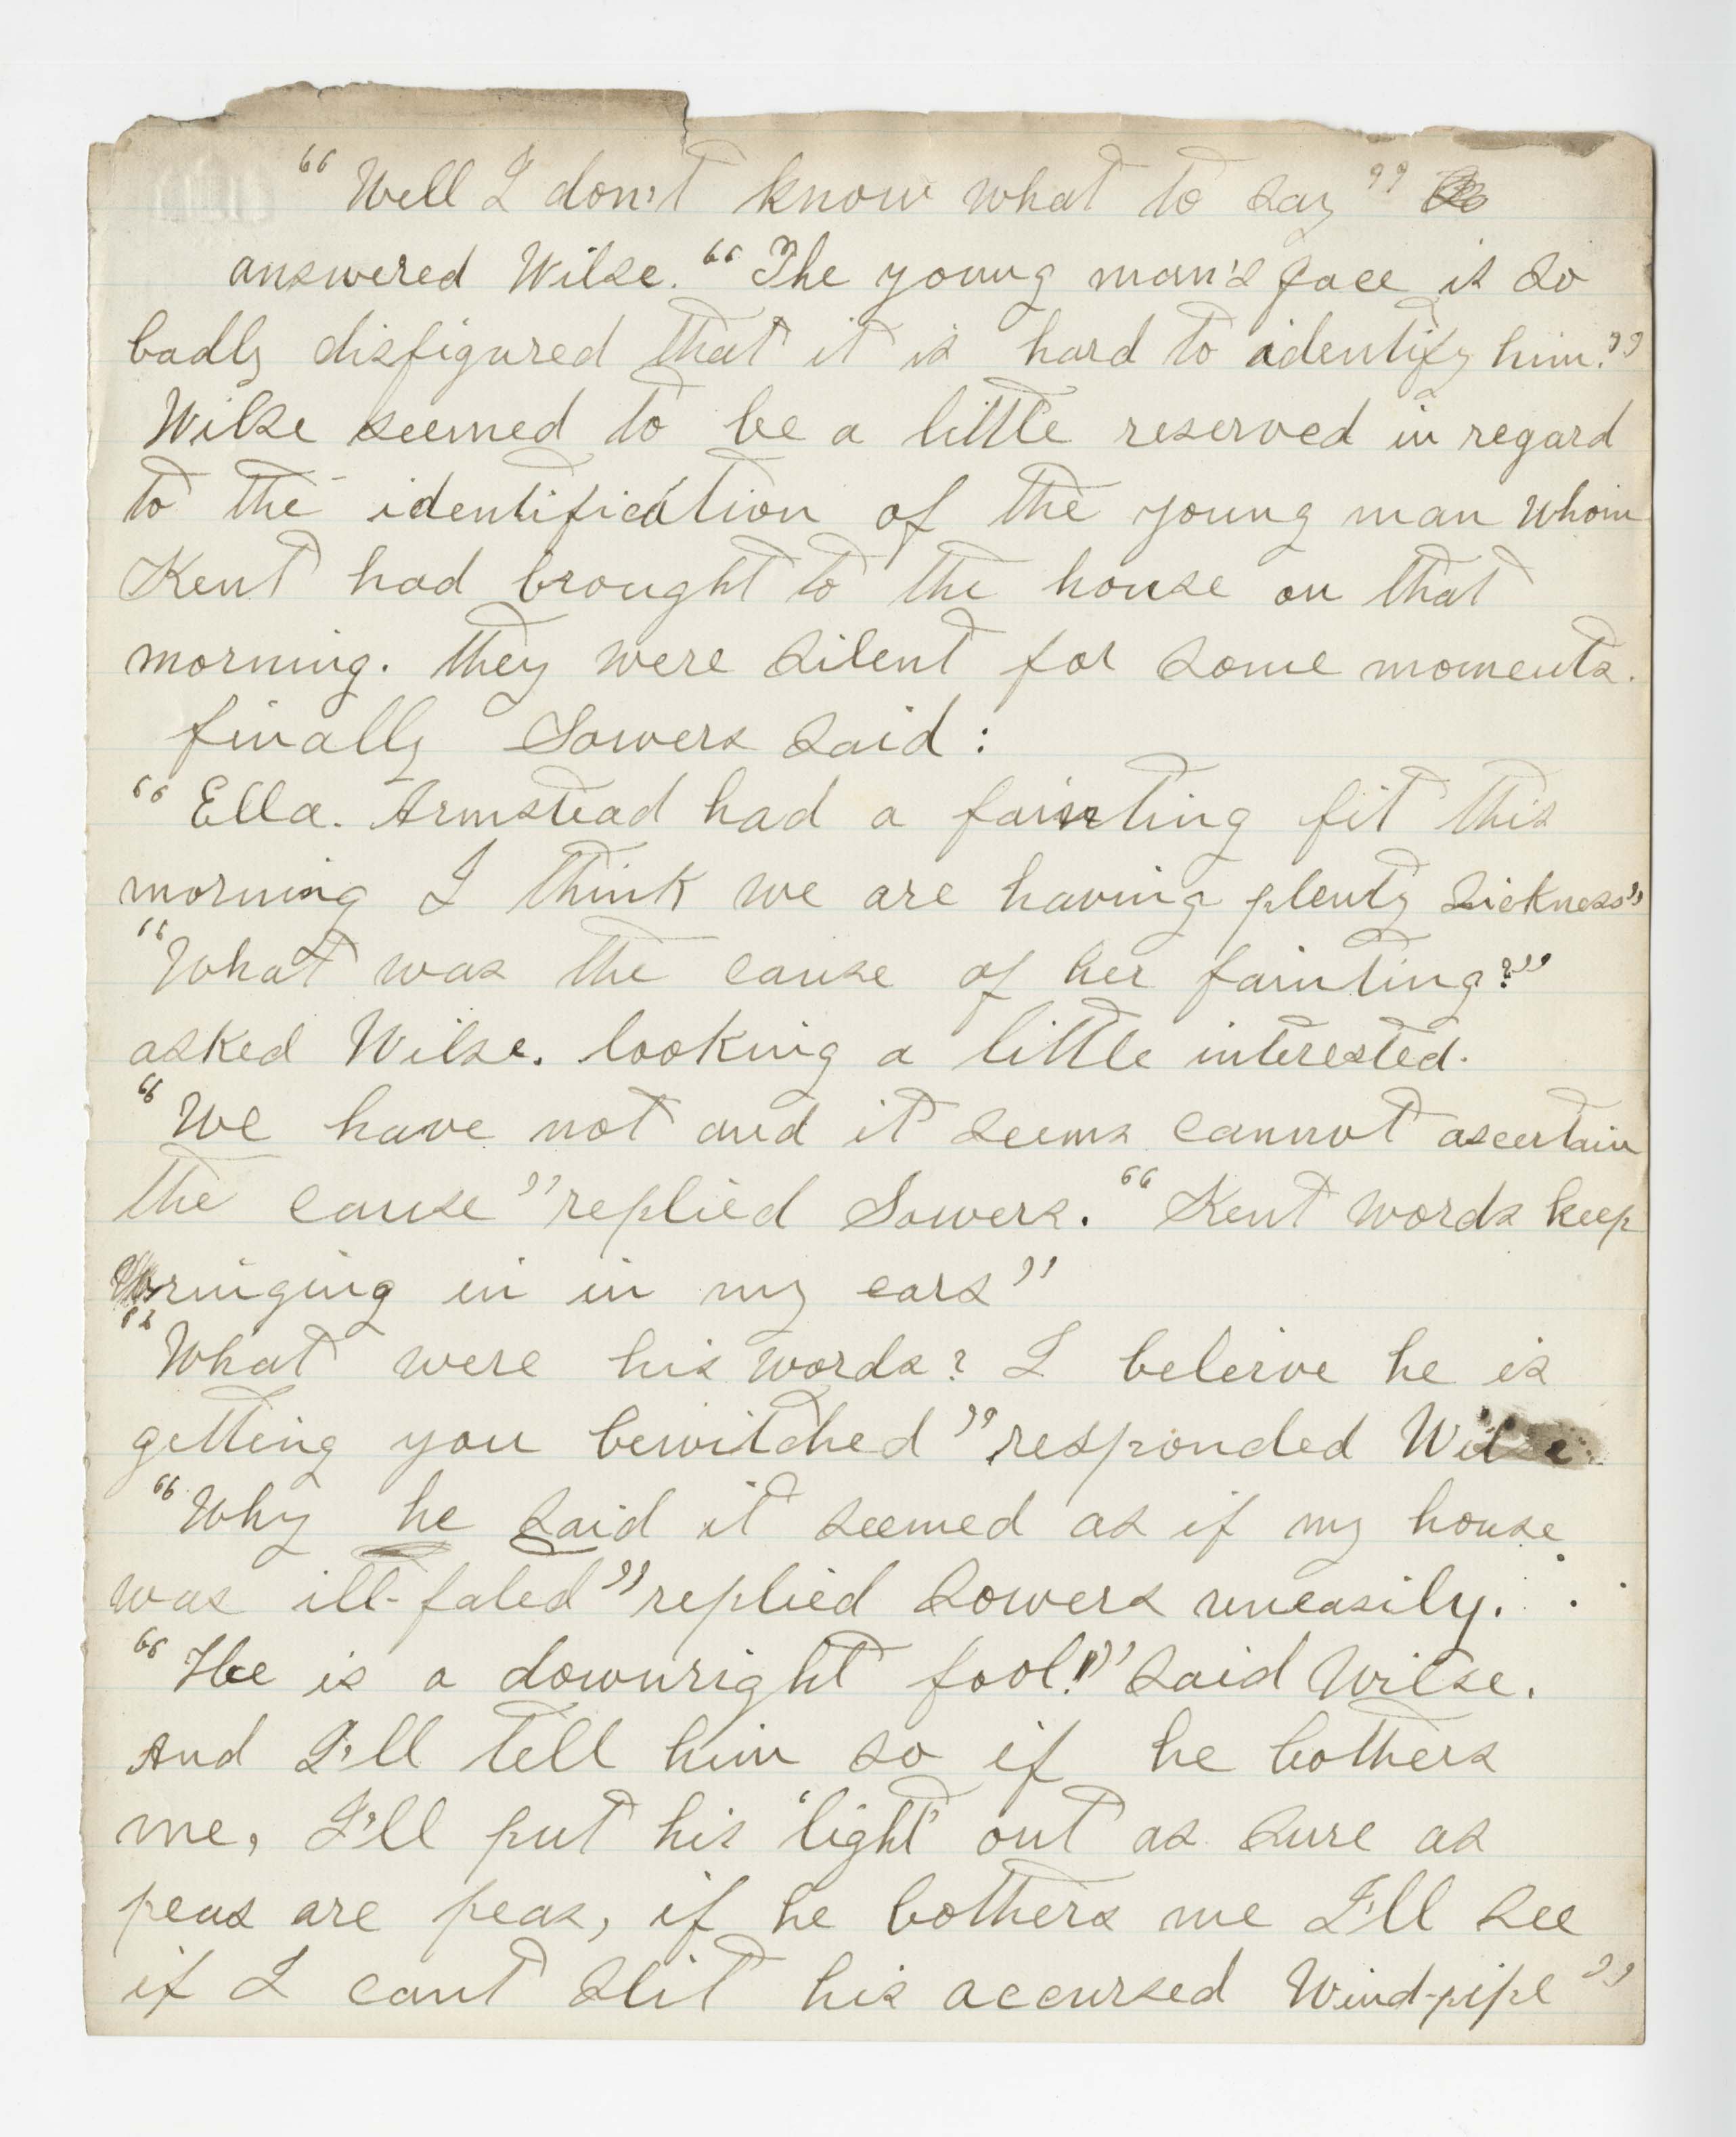 “Well I don't know what to say”
answered Wilse. “The young man's face is so
badly disfigured that it is hard to identify him.”
Wilse seemed to be a little reserved in regard
to the identification of the young man whom
Kent had brought to the house on that
morning. they were silent for some moments.
finally Sowers said:
“Ella. Armstead had a fainting fit this
morning I think we are having plenty sickness”
“What was the cause of her fainting?”
asked Wilse. looking a little interested.
“We have not and it seems cannot ascertain
the cause” replied Sowers. “Kent words keep
ringing in in my ears”
“What were his words? I beleive he is
getting you bewitched” responded Wilse
“Why he said it seemed as if my house
was ill-fated” replied Sowers uneasily.
“He is a downright fool!” said Wilse.
And I'll tell him so if he bothers
me, I'll put his 'light' out as sure as
peas are peas, if he bothers me I'll see
if I cant slit his accursed Wind-pipe”